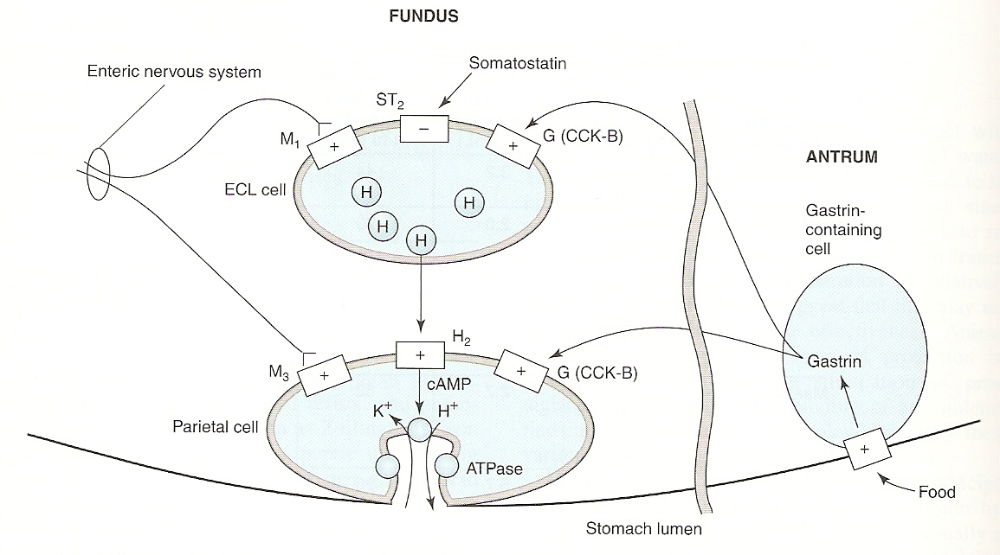 FUNDUS
Enteric nervous system
Somatostatin
ST2
M1
+
−
+
G (CCK-B)
ANTRUM
ECL cell
H
H
H
H
Gastrin-
containing
cell
H2
M3
+
+
+
G (CCK-B)
Gastrin
cAMP
K+
H+
Parietal cell
ATPase
+
Food
Stomach lumen